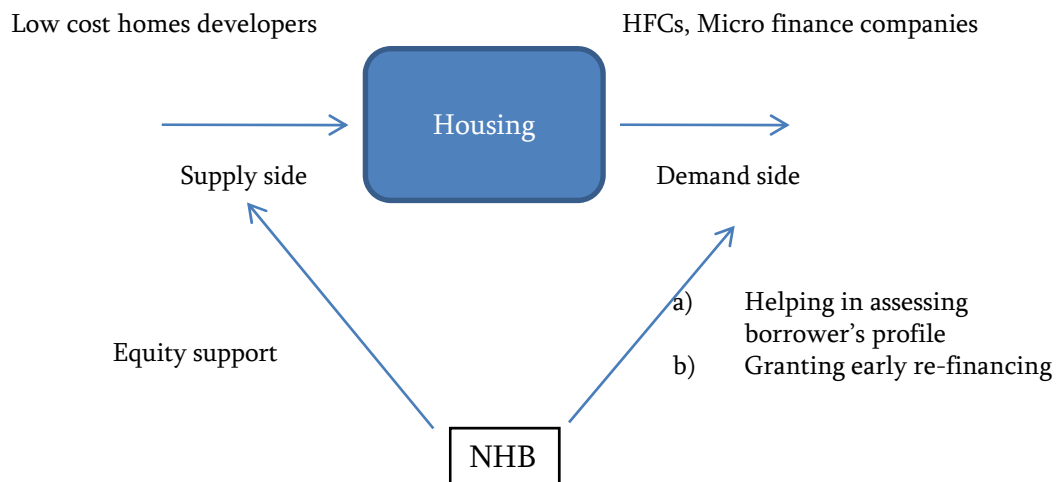 Low cost homes developers
HFCs, Micro finance companies
Housing
Supply side
Demand side
a) Helping in assessing
borrower’s profile
b) Granting early re-financing
Equity support
NHB